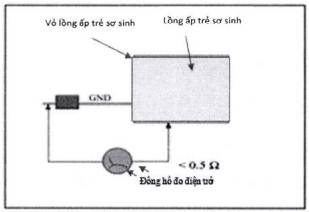 Vỏ lồng ấp trẻ sơ sinh
Lồng ấp trẻ sơ sinh
GND
< 0.5 Ω
Đồng hồ đo điện trở